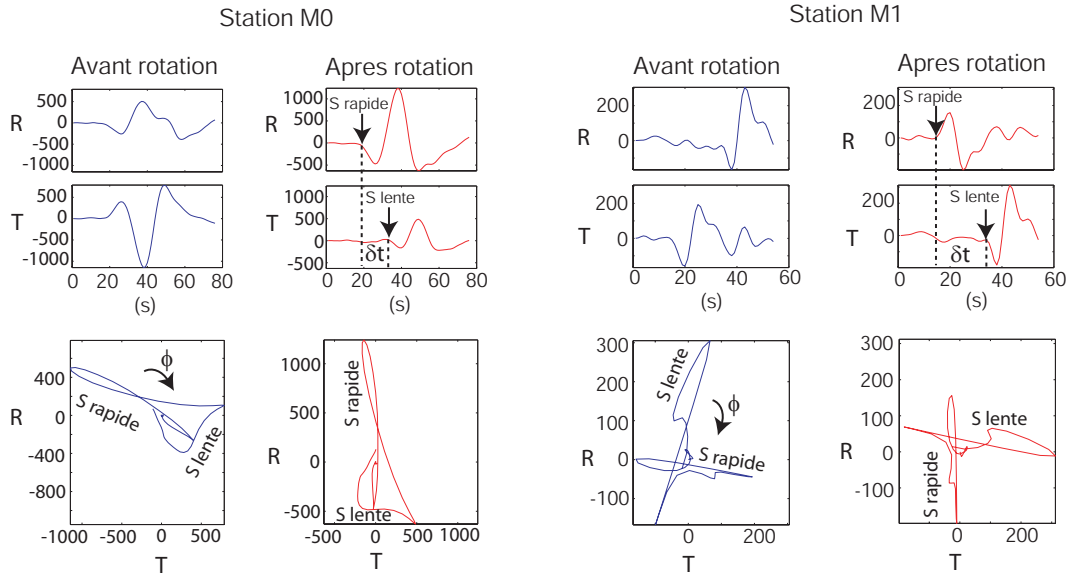 Station M0
Station M1
Avant rotation
Apres rotation
Avant rotation
Apres rotation
R
500
0
-500
-1000
R
1000
500
0
-500
S rapide
R
200
100
0
R
200
100
0
S rapide
T
500
0
-500
-1000
0 20 40 60 80
(s)
T
1000
500
0
-500
-1000
S lente
δt
0 20 40 60 80
(s)
T
200
100
0
0 20 40 60
(s)
T
200
100
0
S lente
δt
0 20 40 60
(s)
R
400
0
-400
-800
ϕ
S rapide
S lente
-1000 -500 0 500
T
R
1000
500
0
-500
S rapide
S lente
-500 0 500 1000
T
R
300
200
100
0
-100
S lente
ϕ
S rapide
0 200
T
R
300
200
100
0
-100
S lente
S rapide
0 200
T